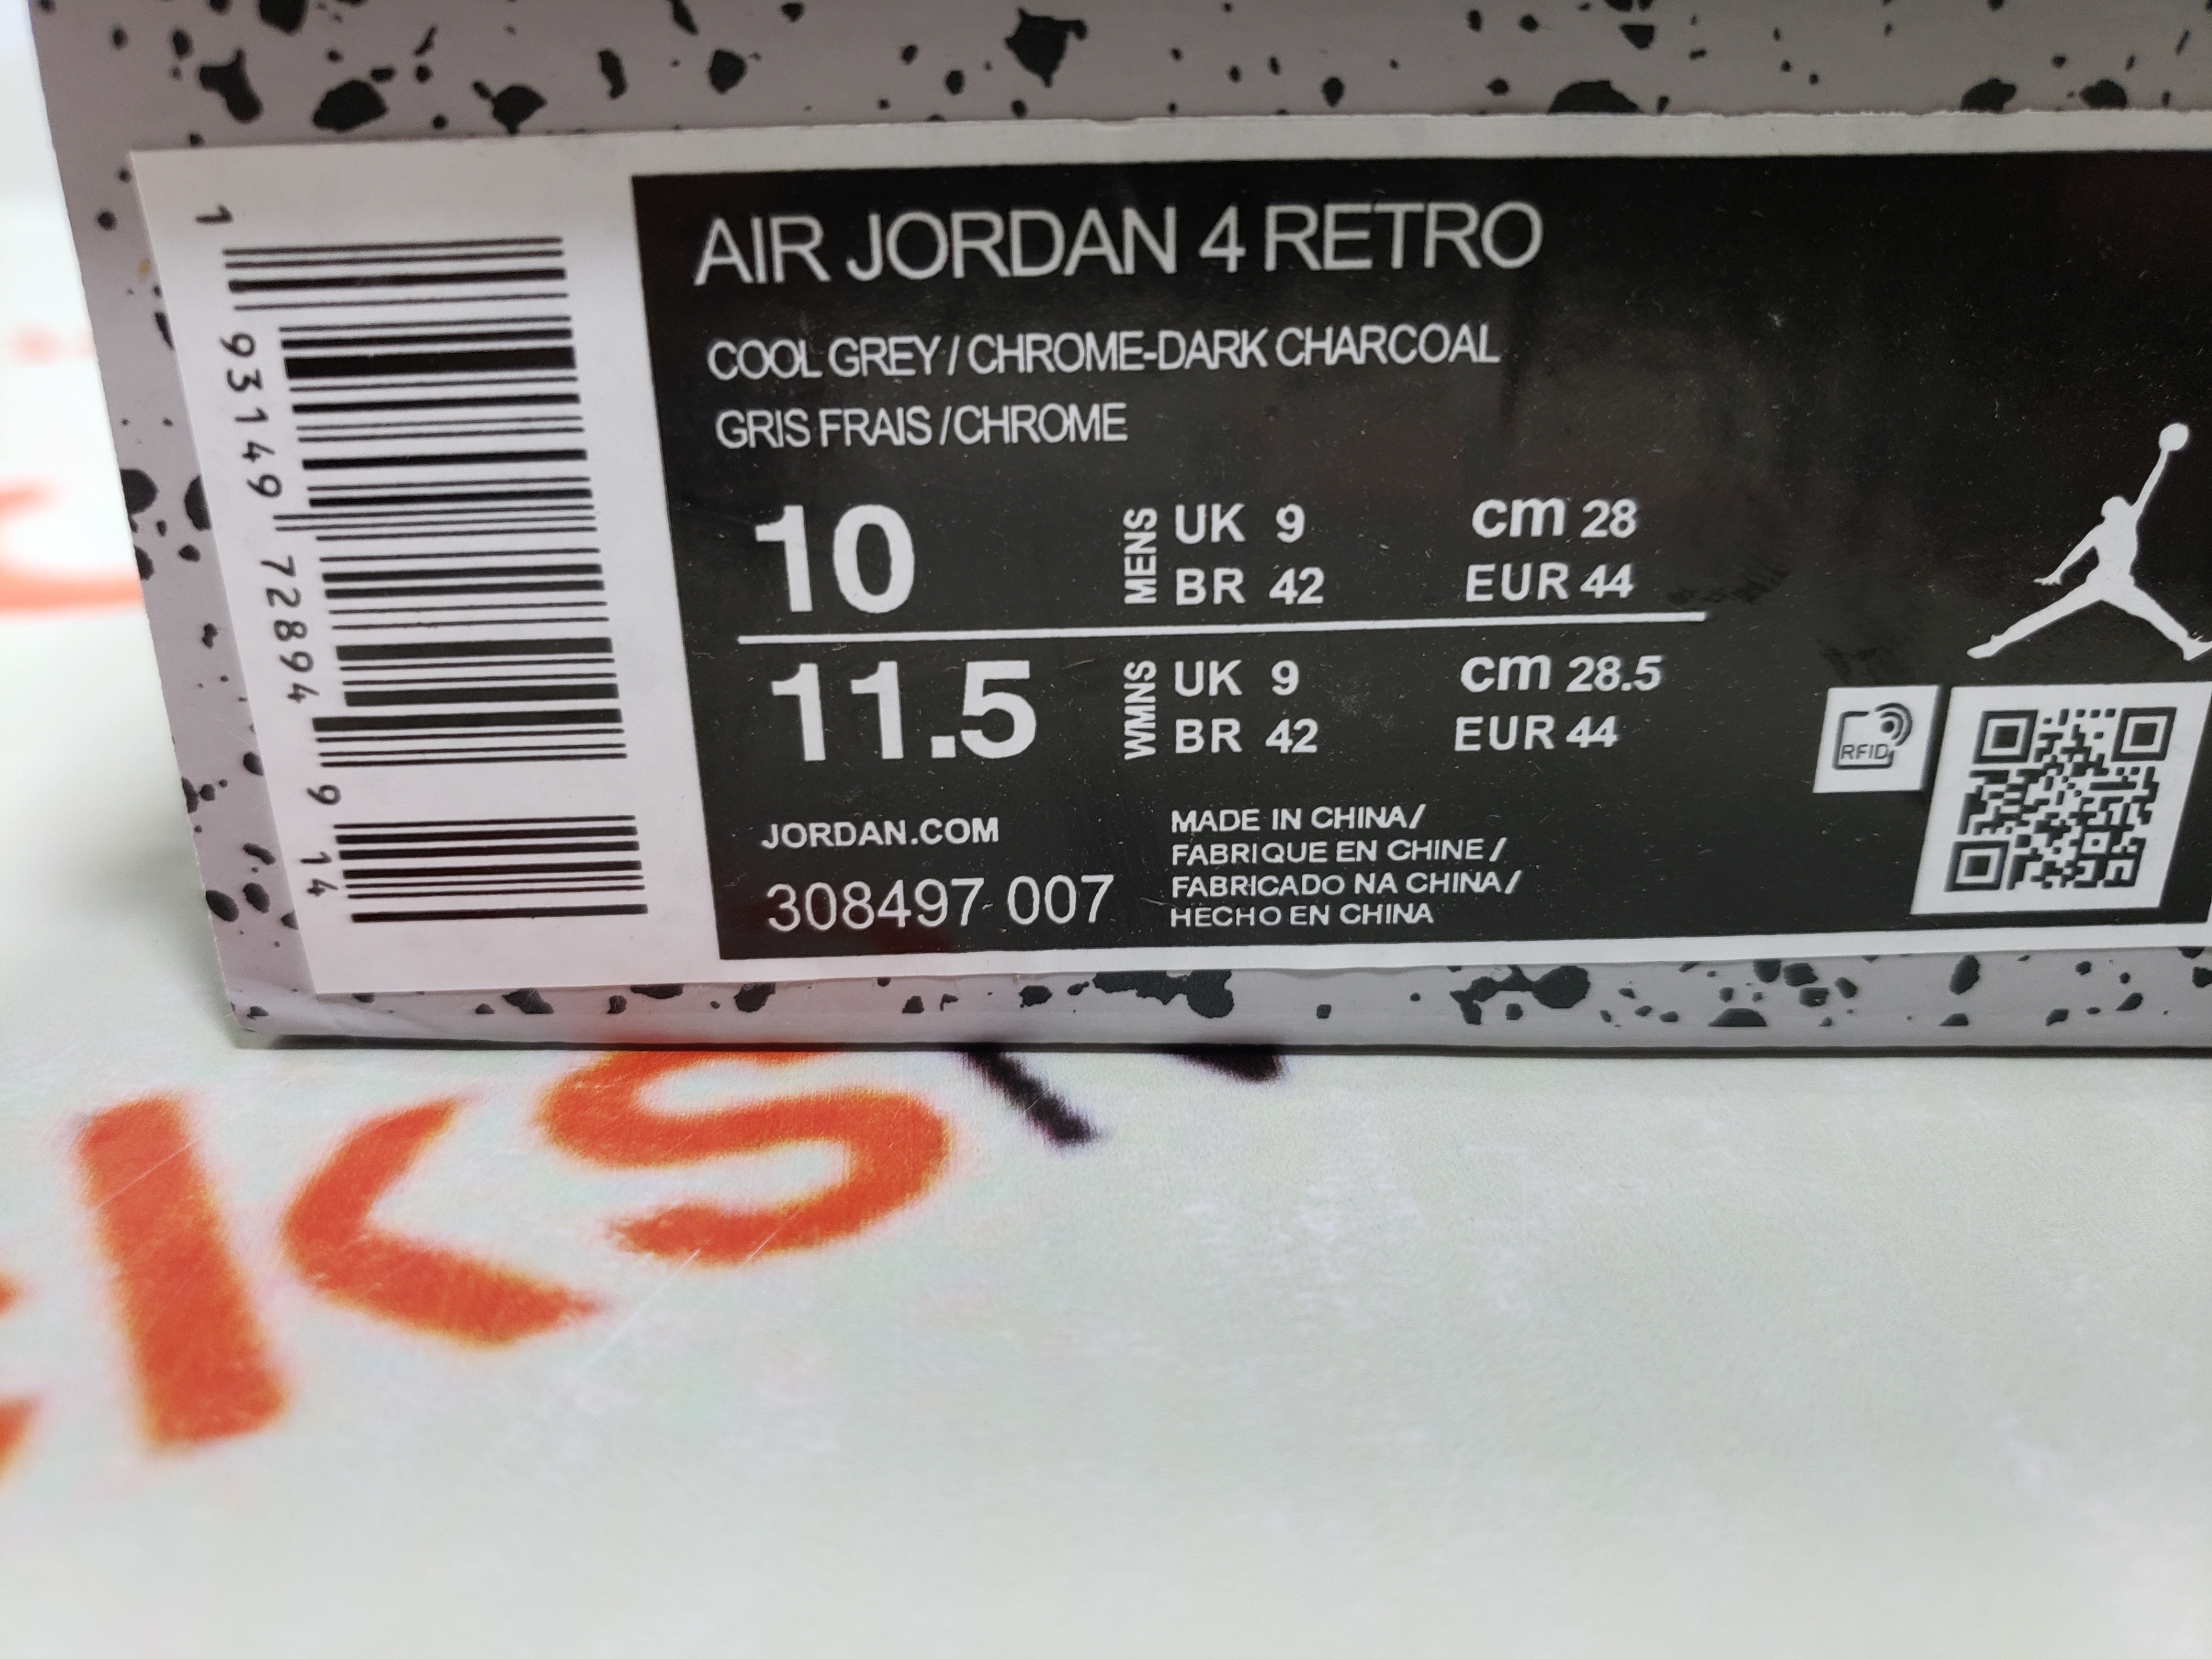 AIR JORDAN 4 RETRO
COOL GREY / CHROME-DARK CHARCOAL
GRIS FRAIS / CHROME
10 MENS UK 9 cm 28
BR 42 EUR 44
11.5 WMNS UK 9 cm 28.5
BR 42 EUR 44
RFID
JORDAN.COM
308497 007
MADE IN CHINA/
FABRIQUE EN CHINE /
FABRICADO NA CHINA/
HECHO EN CHINA
1 93149 72894 9 14